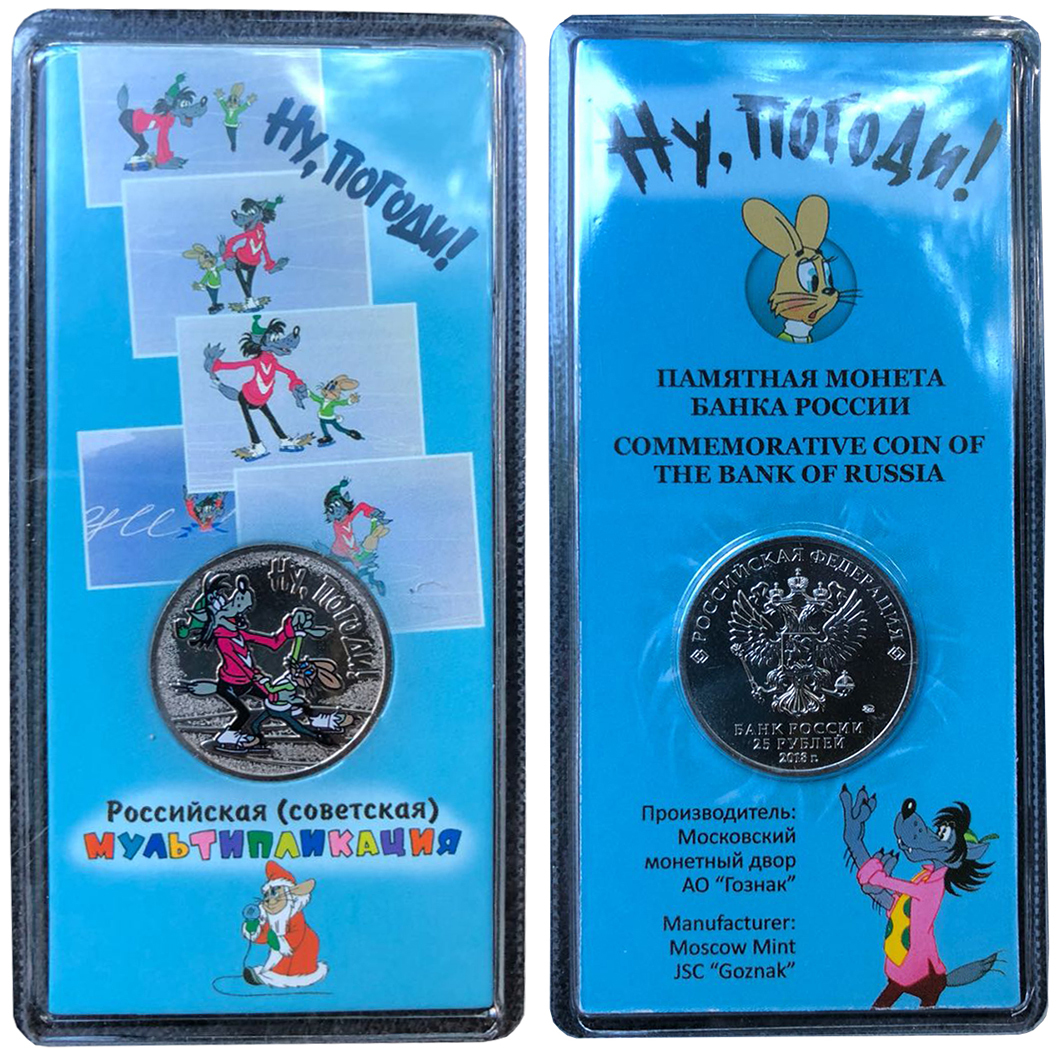 Ну, погоди!
Ну, погоди!
Российская (советская)
МУЛЬТИПЛИКАЦИЯ
Ну, погоди!
ПАМЯТНАЯ МОНЕТА
БАНКА РОССИИ
COMMEMORATIVE COIN OF
THE BANK OF RUSSIA
РОССИЙСКАЯ ФЕДЕРАЦИЯ
БАНК РОССИИ
25 РУБЛЕЙ
2018 г.
Производитель:
Московский
монетный двор
АО “Гознак”
Manufacturer:
Moscow Mint
JSC “Goznak”